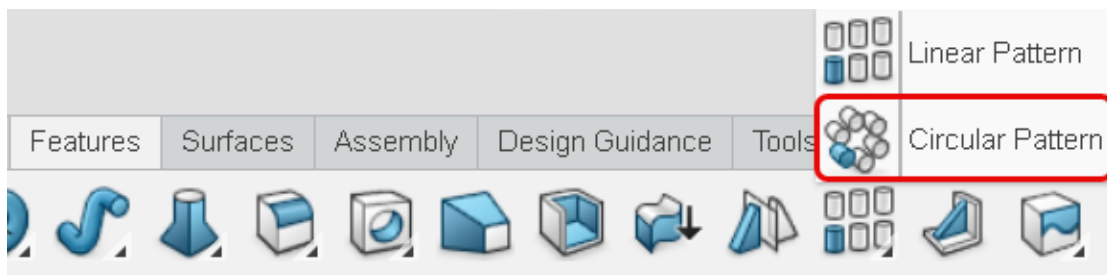 Linear Pattern
Circular Pattern
Features
Surfaces
Assembly
Design Guidance
Tools